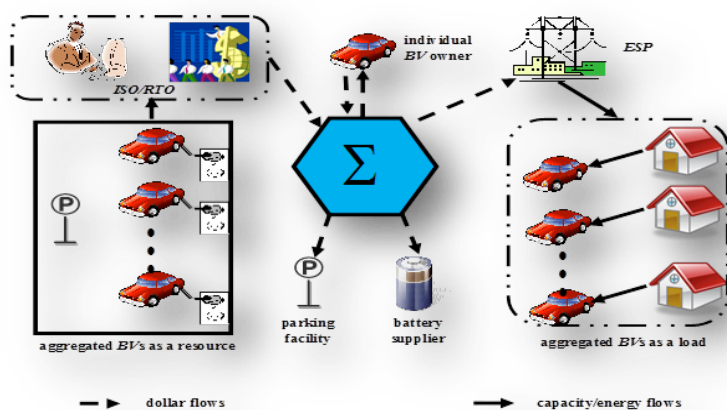 individual
BV owner
ESP
ISO/RTO
Σ
P
P
parking
facility
battery
supplier
aggregated BVs as a resource
aggregated BVs as a load
dollar flows
capacity/energy flows